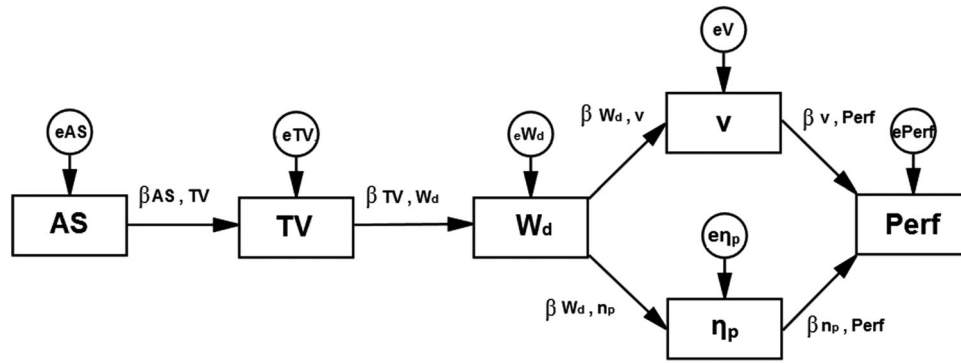 eV
eAS
eTV
eWd
β Wd , v
v
β v , Perf
ePerf
AS
β AS , TV
TV
β TV , Wd
Wd
eηp
Perf
β Wd , np
ηp
β np , Perf